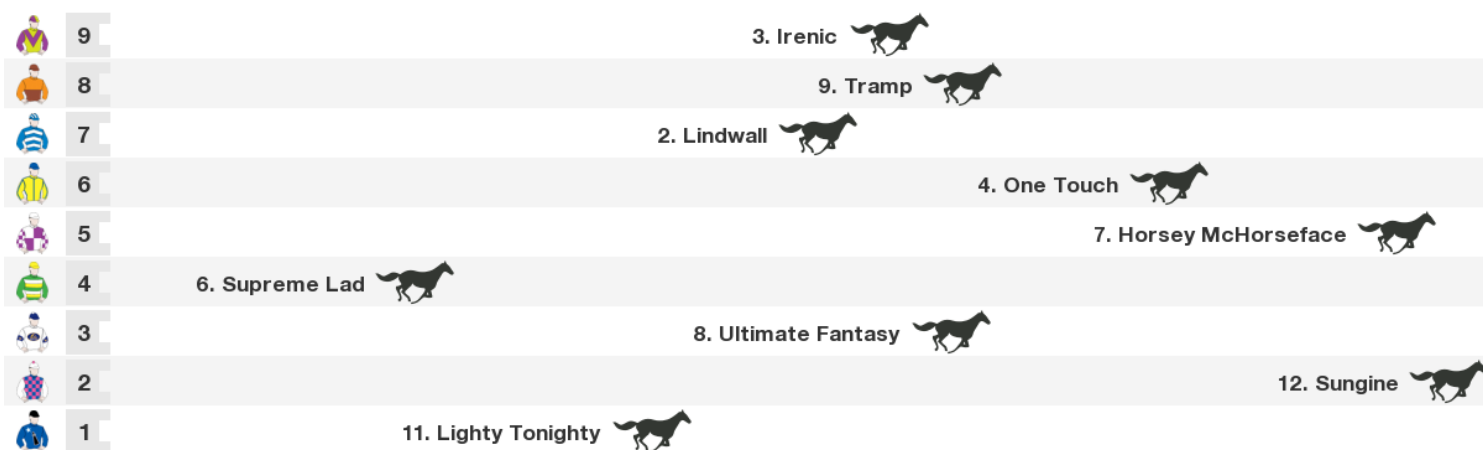 9 3. Irenic
8 9. Tramp
7 2. Lindwall
6 4. One Touch
5 7. Horsey McHorseface
4 6. Supreme Lad
3 8. Ultimate Fantasy
2 12. Sungine
1 11. Lighty Tonighty